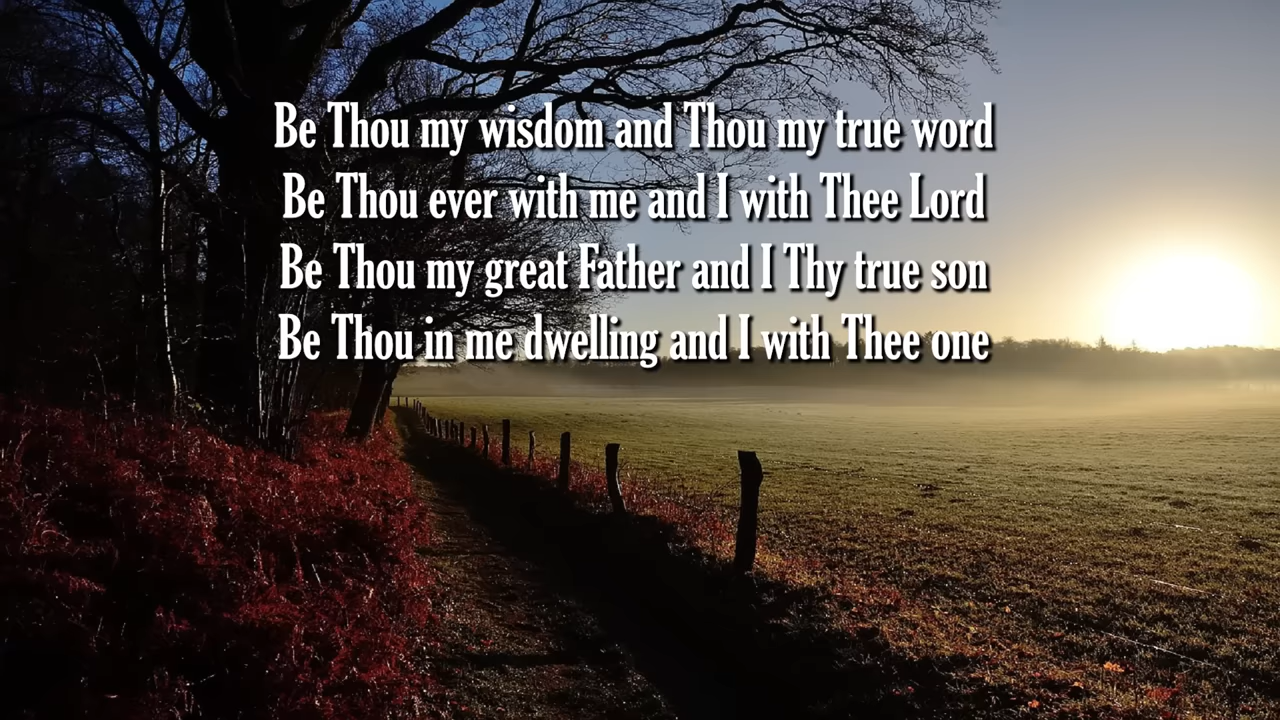 Be Thou my wisdom and Thou my true word
Be Thou ever with me and I with Thee Lord
Be Thou my great Father and I Thy true son
Be Thou in me dwelling and I with Thee one